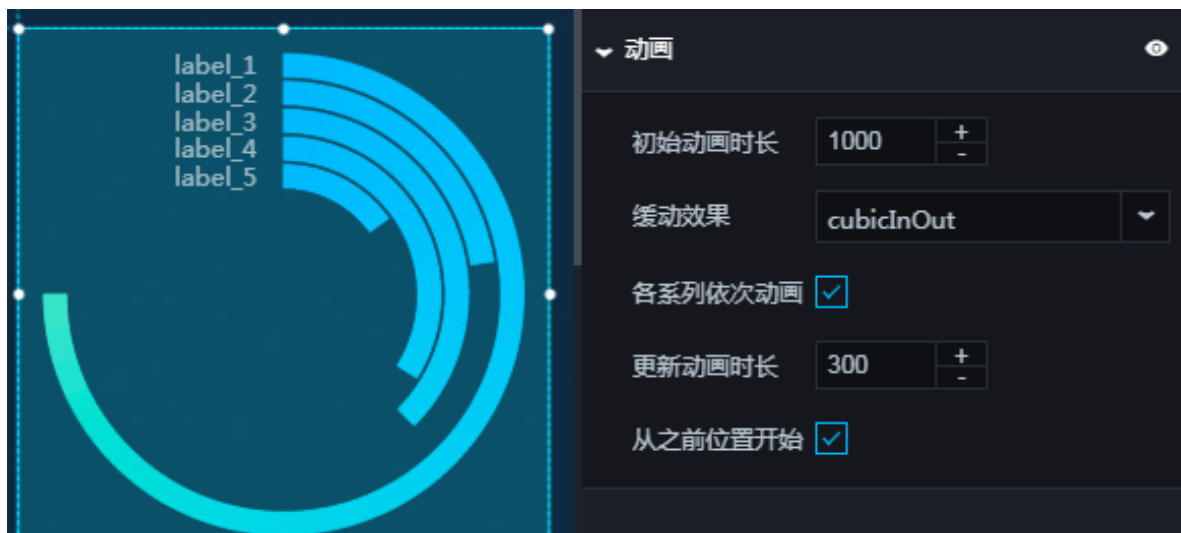 label_1
label_2
label_3
label_4
label_5
动画
初始动画时长 1000 + -
缓动效果 cubicInOut
各系列依次动画
更新动画时长 300 + -
从之前位置开始